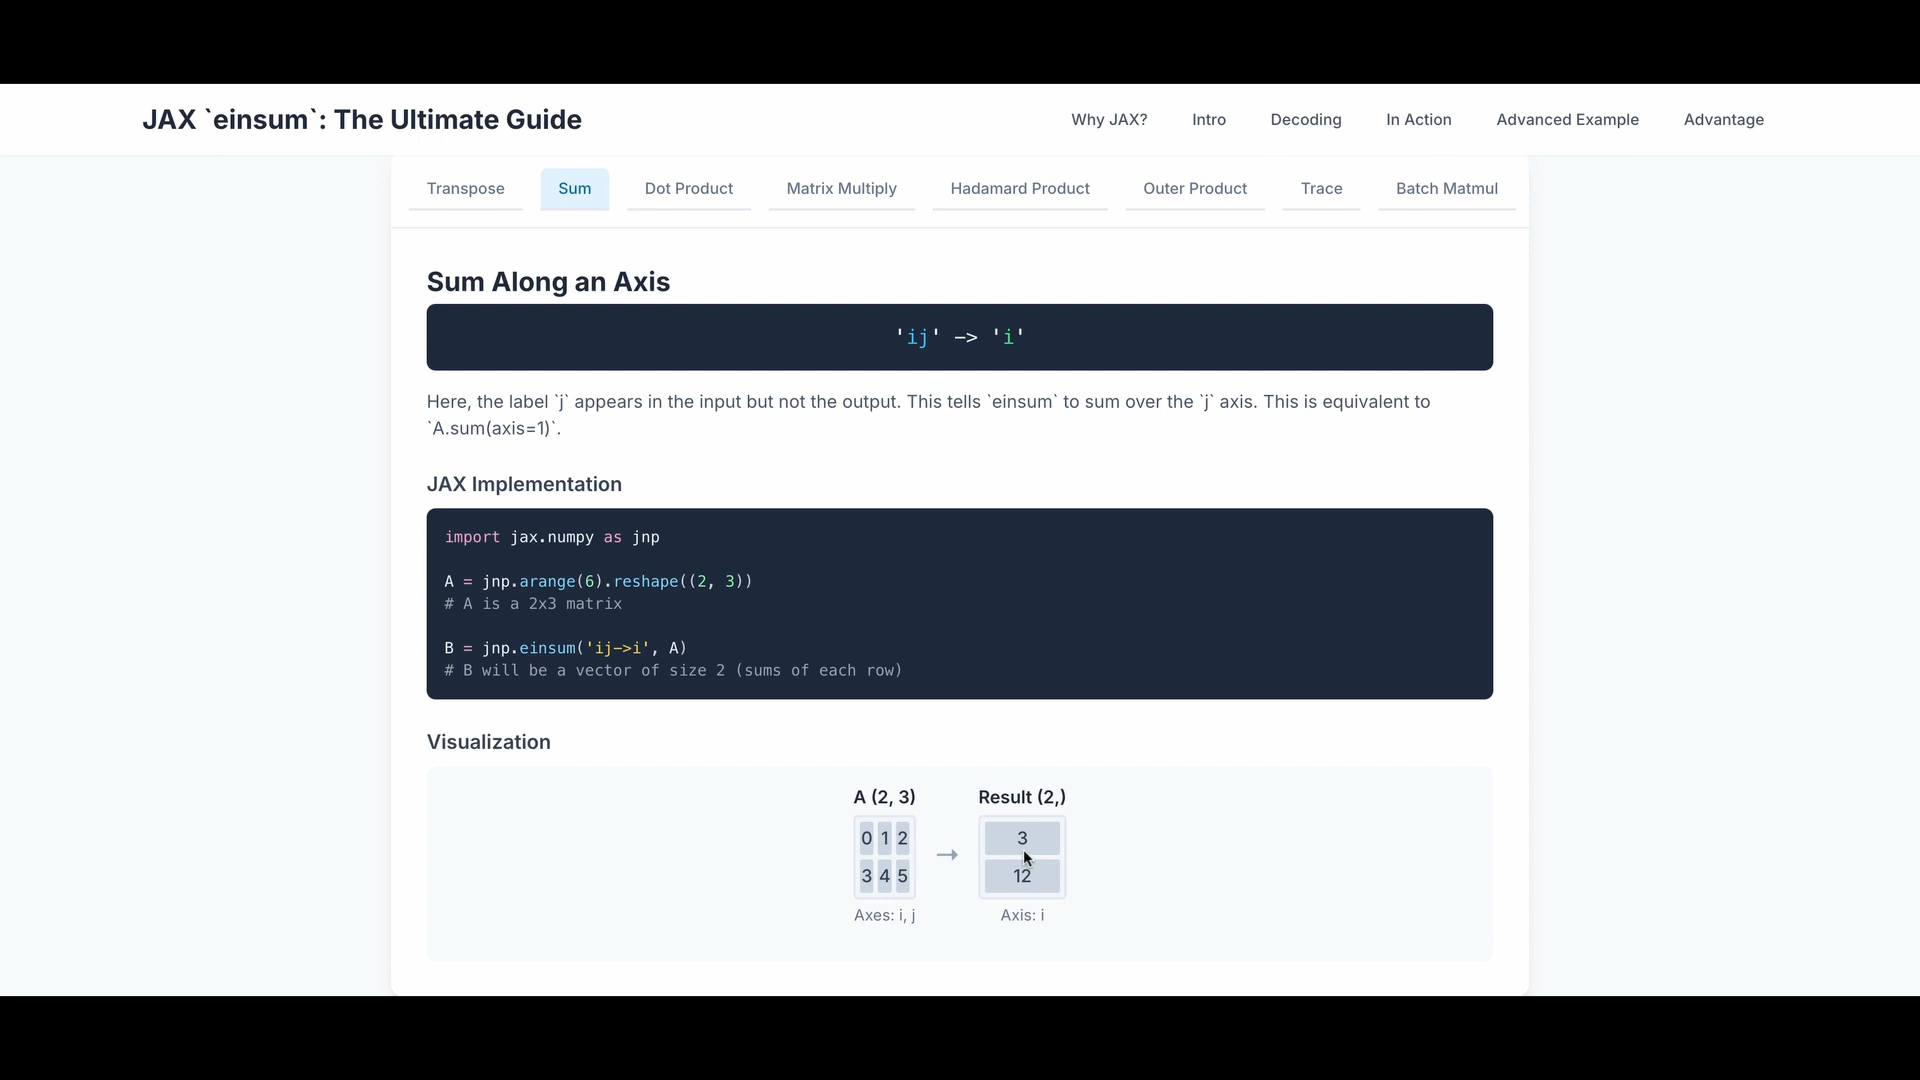 JAX `einsum`: The Ultimate Guide
Why JAX? Intro Decoding In Action Advanced Example Advantage
Transpose Sum Dot Product Matrix Multiply Hadamard Product Outer Product Trace Batch Matmul
Sum Along an Axis
'ij' -> 'i'
Here, the label `j` appears in the input but not the output. This tells `einsum` to sum over the `j` axis. This is equivalent to
`A.sum(axis=1)`.
JAX Implementation
import jax.numpy as jnp
A = jnp.arange(6).reshape((2, 3))
# A is a 2x3 matrix
B = jnp.einsum('ij->i', A)
# B will be a vector of size 2 (sums of each row)
Visualization
A (2, 3) Result (2,)
0 1 2 3
→
3 4 5 12
Axes: i, j Axis: i